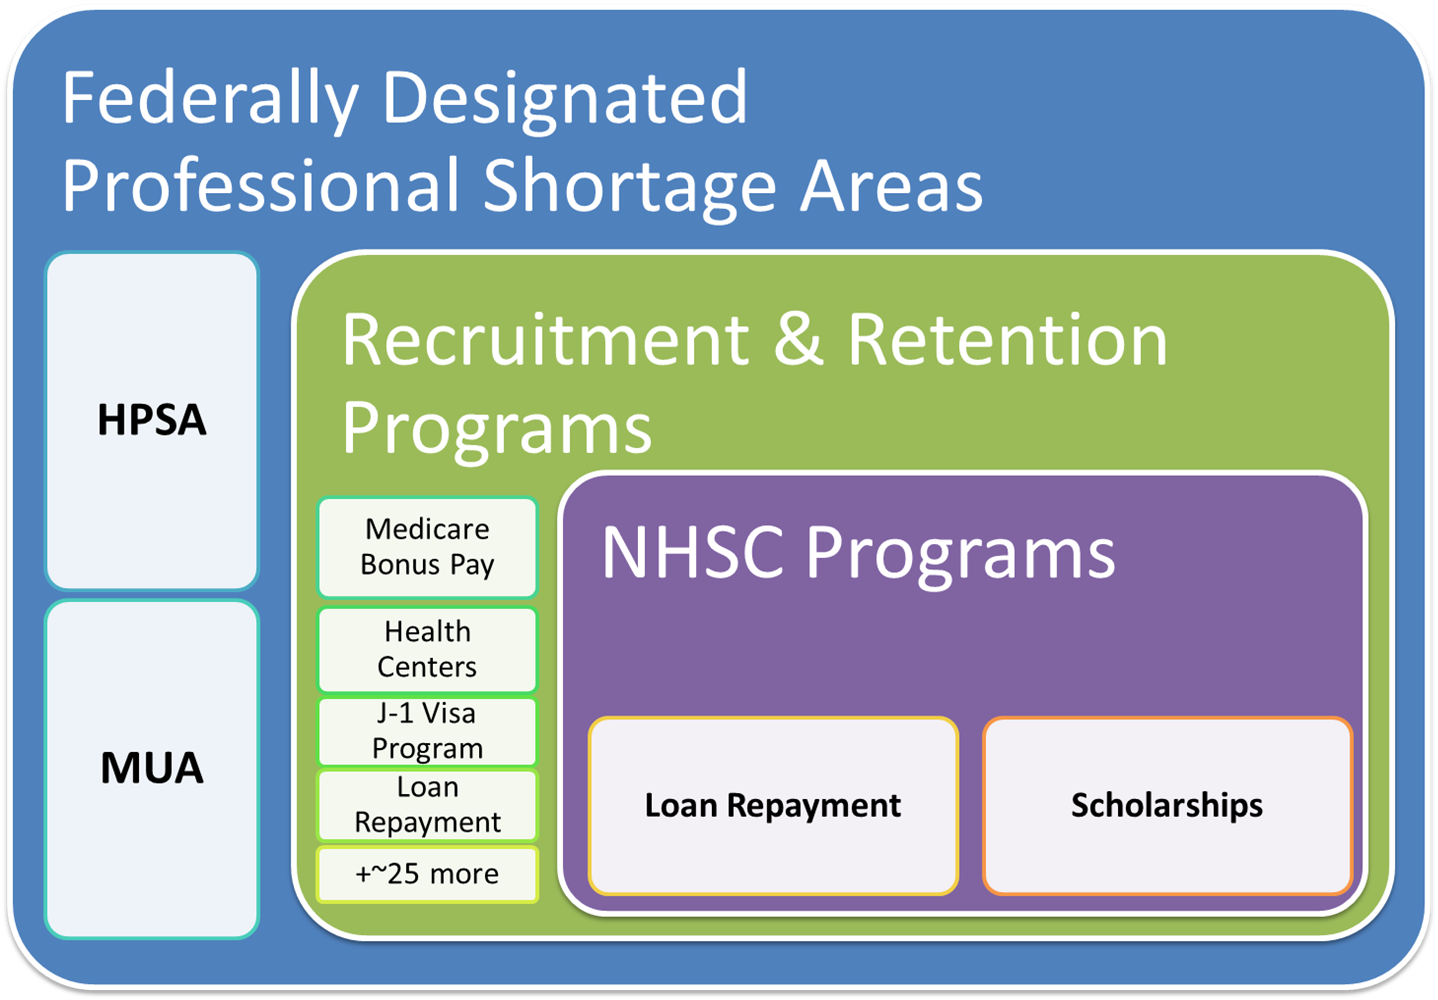 Federally Designated
Professional Shortage Areas
HPSA
MUA
Recruitment & Retention
Programs
Medicare
Bonus Pay
Health
Centers
J-1 Visa
Program
Loan
Repayment
+~25 more
NHSC Programs
Loan Repayment
Scholarships